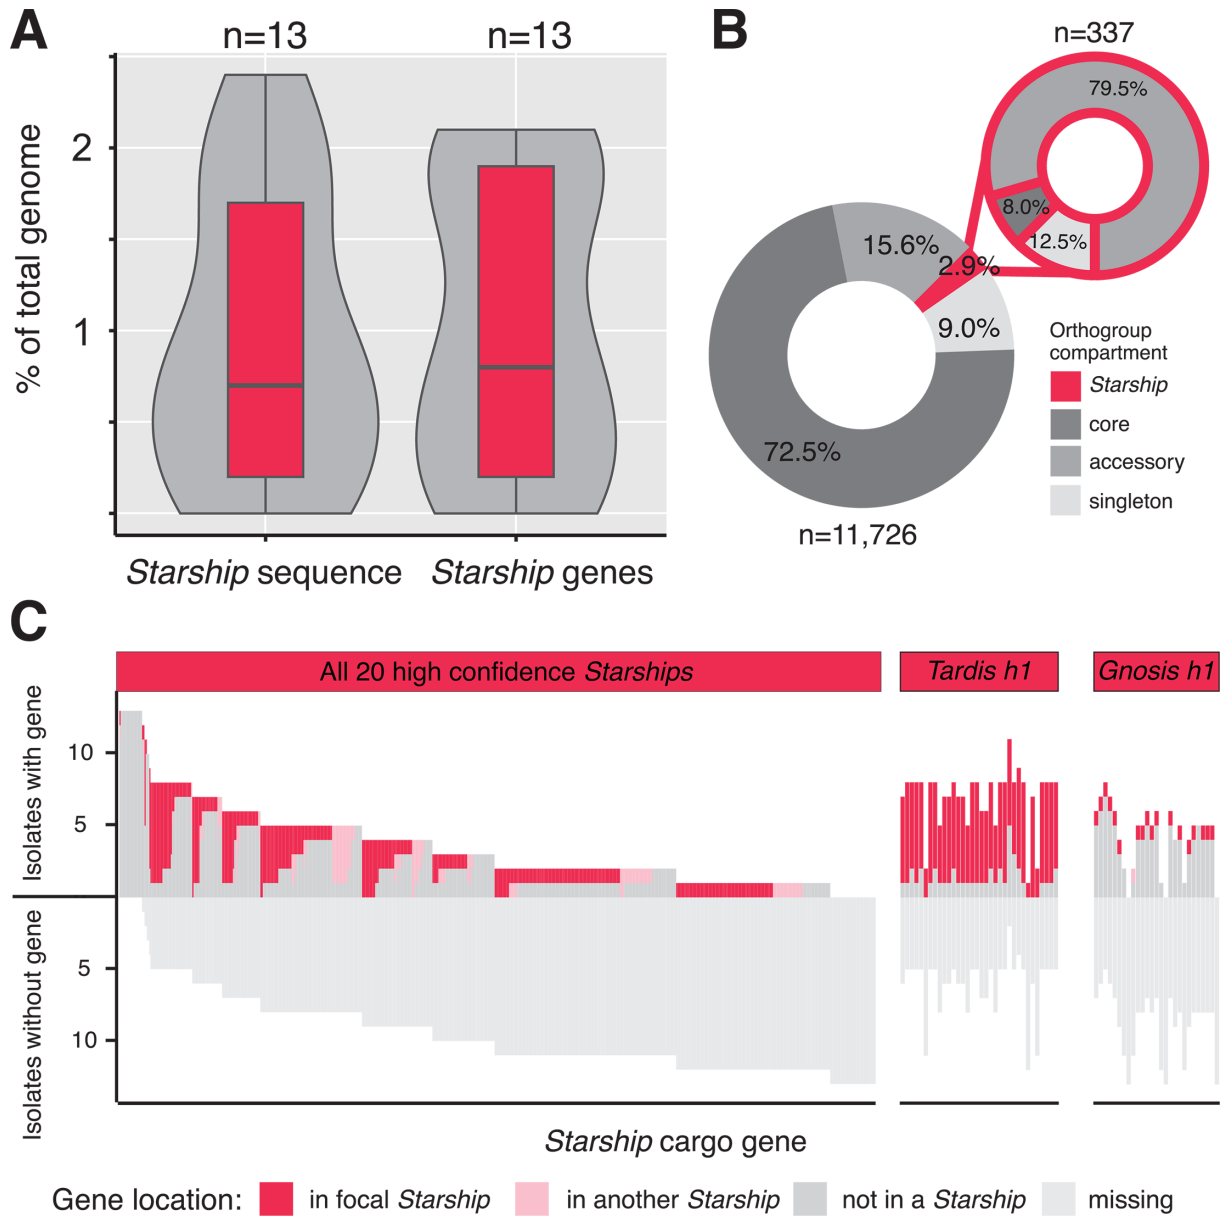 A
n=13
n=13
% of total genome
2
1
Starship sequence
Starship genes
B
n=337
79.5%
8.0%
12.5%
15.6%
2.9%
9.0%
72.5%
n=11,726
Orthogroup
compartment
Starship
core
accessory
singleton
C
All 20 high confidence Starships
Tardis h1
Gnosis h1
Isolates with gene
10
5
Isolates without gene
5
10
Starship cargo gene
Gene location:
in focal Starship
in another Starship
not in a Starship
missing